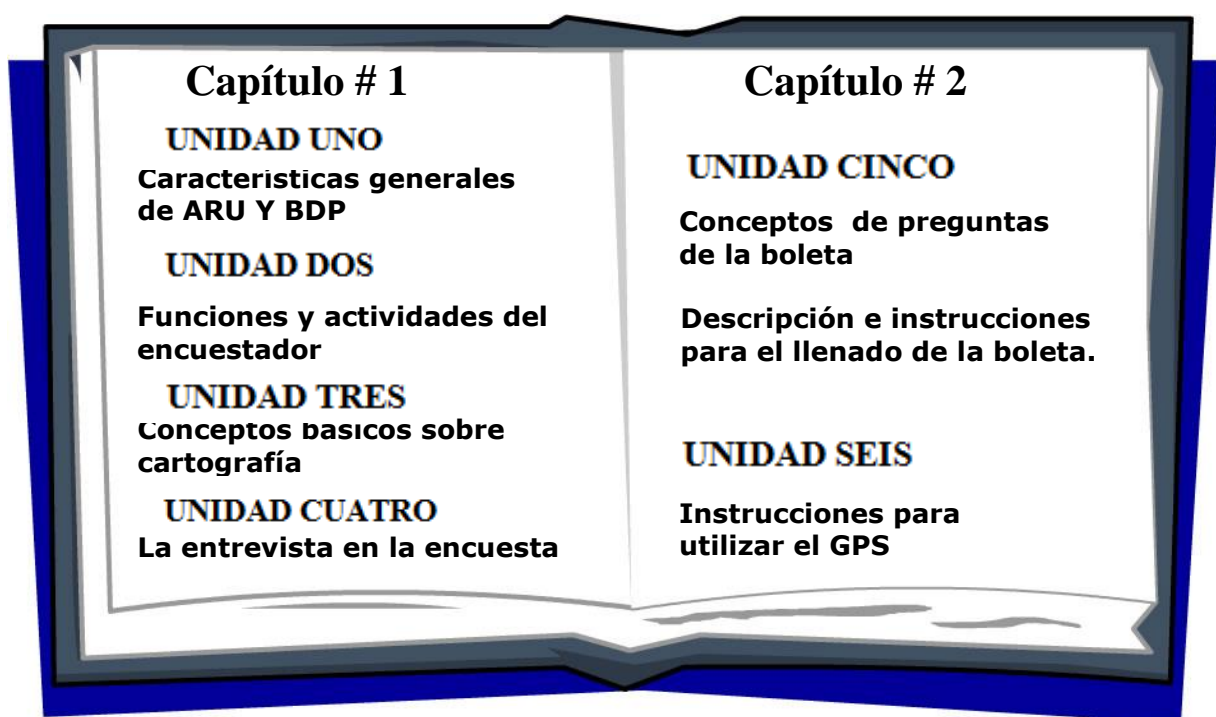 Capítulo # 1
UNIDAD UNO
Características generales
de ARU Y BDP
UNIDAD DOS
Funciones y actividades del
encuestador
UNIDAD TRES
Conceptos básicos sobre
cartografía
UNIDAD CUATRO
La entrevista en la encuesta
Capítulo # 2
UNIDAD CINCO
Conceptos de preguntas
de la boleta
Descripción e instrucciones
para el llenado de la boleta.
UNIDAD SEIS
Instrucciones para
utilizar el GPS